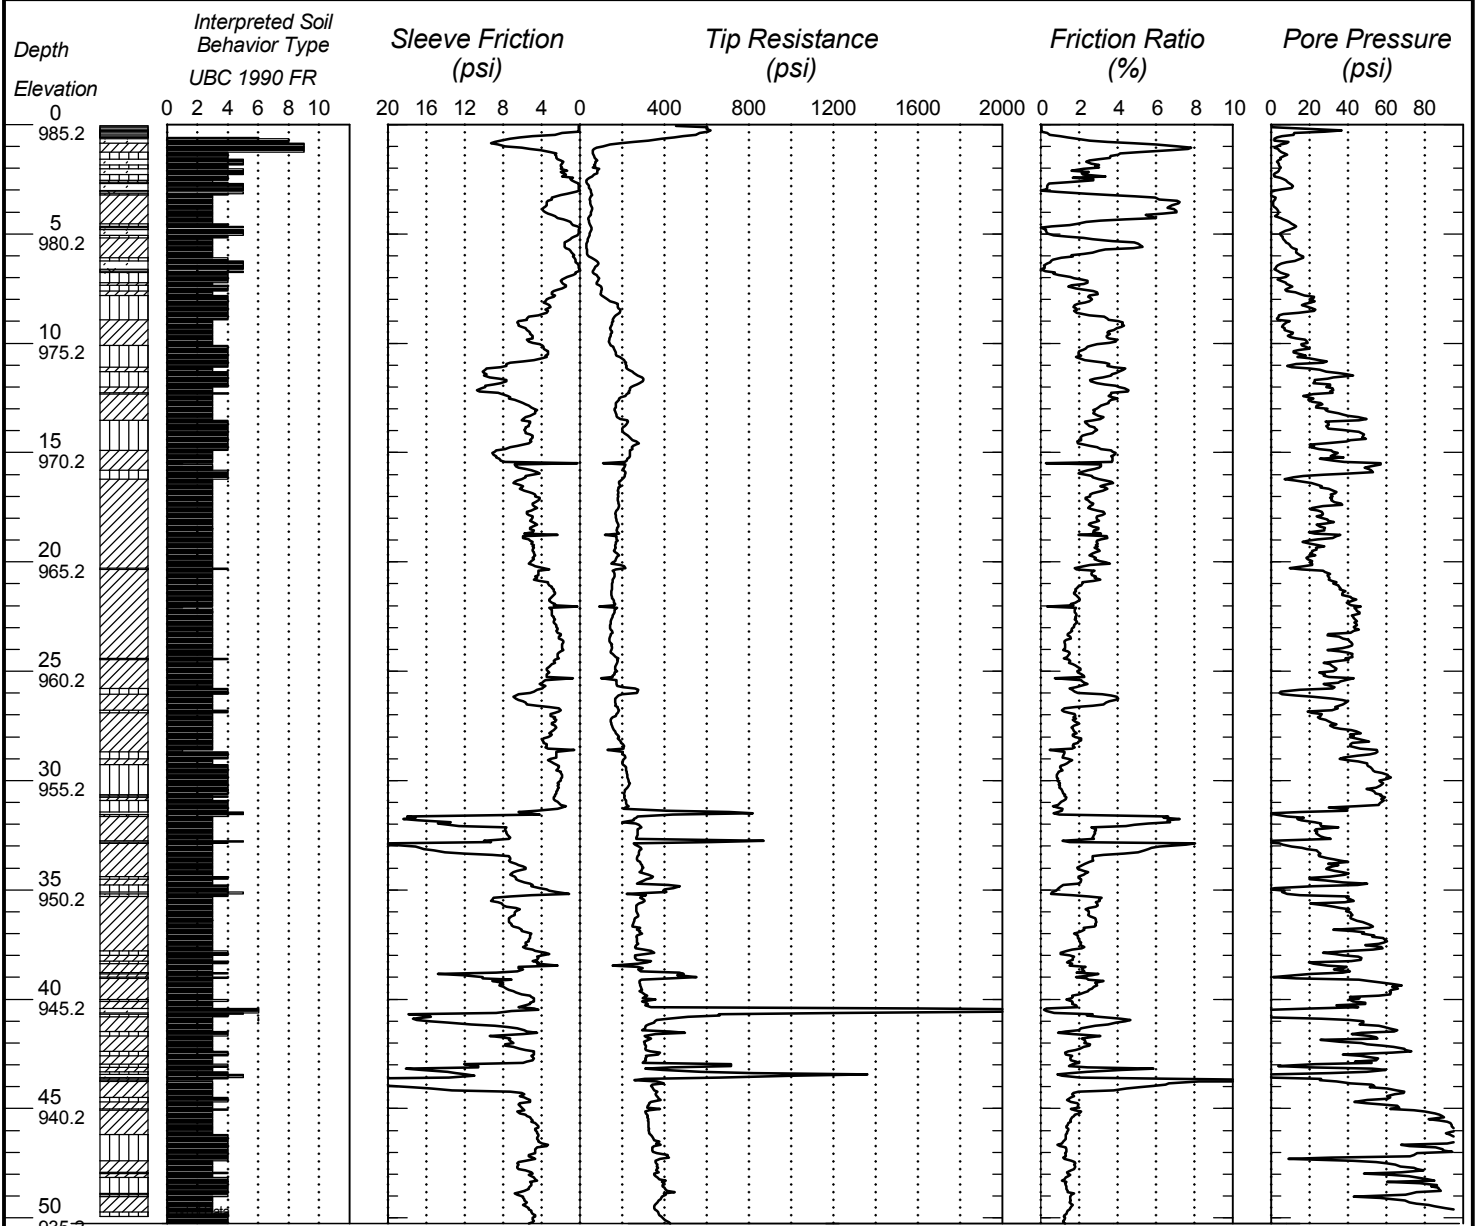 Depth
Elevation
Interpreted Soil
Behavior Type
UBC 1990 FR
Sleeve Friction
(psi)
Tip Resistance
(psi)
Friction Ratio
(%)
Pore Pressure
(psi)
0 2 4 6 8 10
20 16 12 8 4 0
400 800 1200 1600 2000
0 2 4 6 8 10
0 20 40 60 80
0
985.2
5
980.2
10
975.2
15
970.2
20
965.2
25
960.2
30
955.2
35
950.2
40
945.2
45
940.2
50
935.2